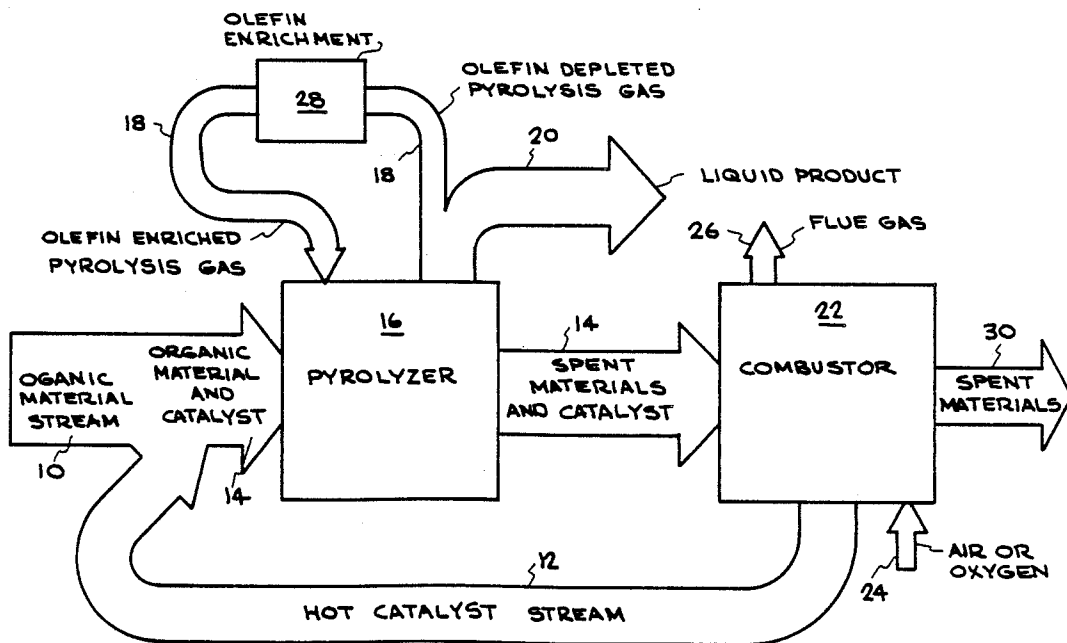 OLEFIN
ENRICHMENT
28
OLEFIN DEPLETED
PYROLYSIS GAS
18
18
20
LIQUID PRODUCT
OLEFIN ENRICHED
PYROLYSIS GAS
26
FLUE GAS
16
PYROLYZER
22
COMBUSTOR
OGANIC
MATERIAL
STREAM
10
ORGANIC
MATERIAL
AND
CATALYST
14
14
SPENT
MATERIALS
AND CATALYST
30
SPENT
MATERIALS
12
HOT CATALYST STREAM
24
AIR OR
OXYGEN